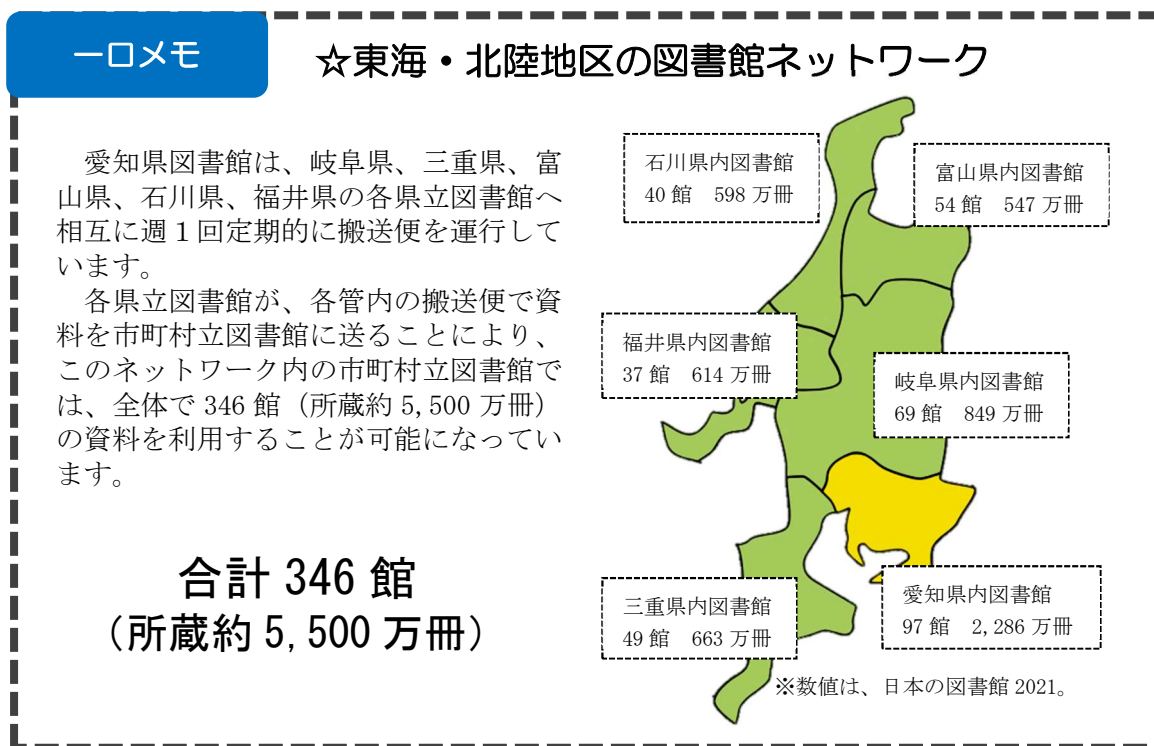 一口メモ
☆東海・北陸地区の図書館ネットワーク
愛知県図書館は、岐阜県、三重県、富
山県、石川県、福井県の各県立図書館へ
相互に週１回定期的に搬送便を運行して
います。
各県立図書館が、各管内の搬送便で資
料を市町村立図書館に送ることにより、
このネットワーク内の市町村立図書館で
は、全体で 346 館（所蔵約 5,500 万冊）
の資料を利用することが可能になってい
ます。
合計 346 館
（所蔵約 5,500 万冊）
石川県内図書館
40 館　598 万冊
富山県内図書館
54 館　547 万冊
福井県内図書館
37 館　614 万冊
岐阜県内図書館
69 館　849 万冊
三重県内図書館
49 館　663 万冊
愛知県内図書館
97 館　2,286 万冊
※数値は、日本の図書館 2021。